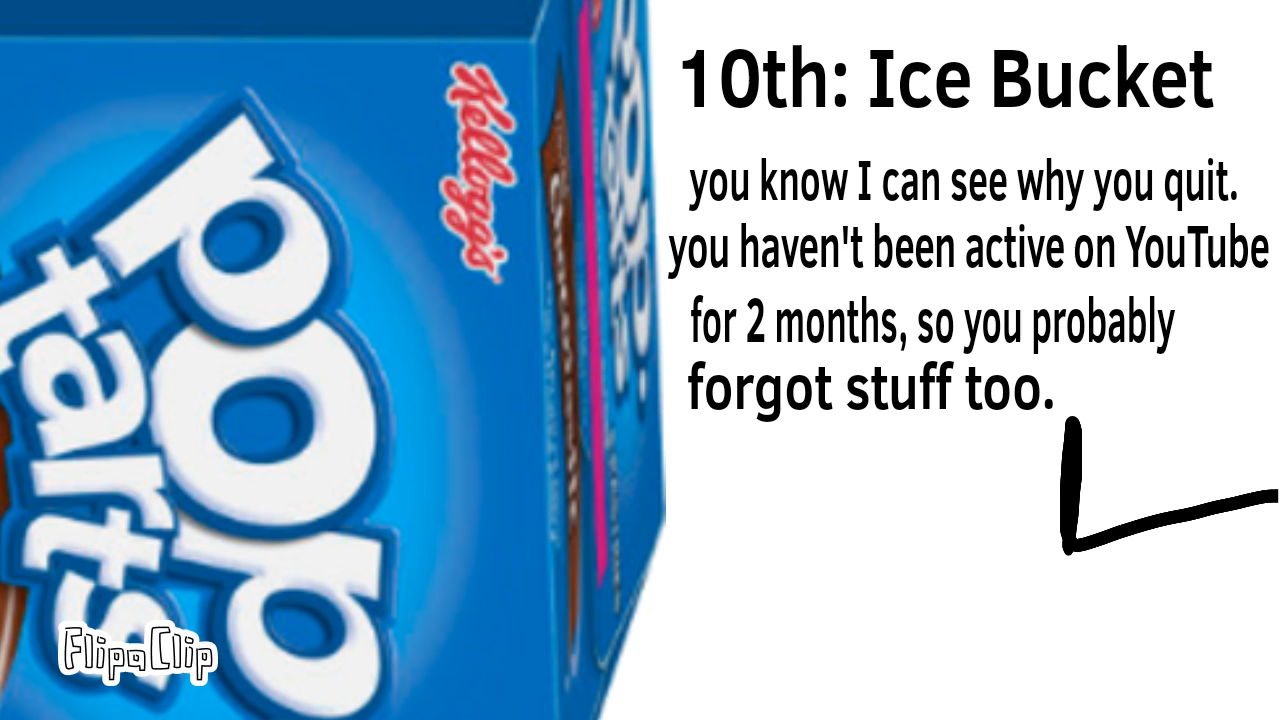 10th: Ice Bucket
you know I can see why you quit.
you haven't been active on YouTube
for 2 months, so you probably
forgot stuff too.
Kellogg's
pop
tarts
FlipaClip